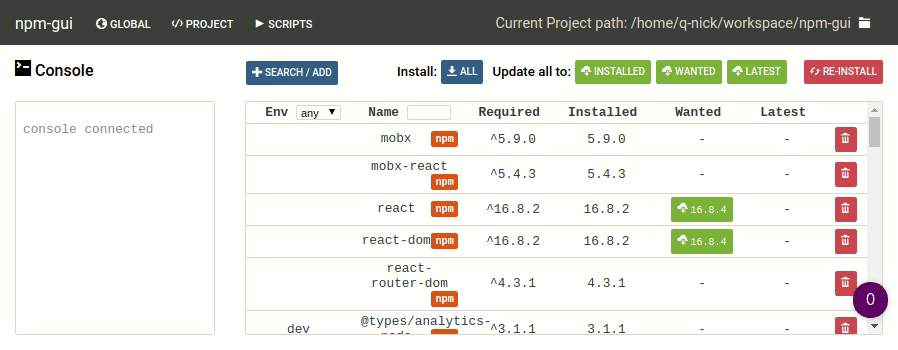 npm-gui GLOBAL PROJECT SCRIPTS Current Project path: /home/q-nick/workspace/npm-gui
Console SEARCH / ADD Install: ALL Update all to: INSTALLED WANTED LATEST RE-INSTALL
console connected
Env any Name Required Installed Wanted Latest
mobx npm ^5.9.0 5.9.0 - -
mobx-react
npm ^5.4.3 5.4.3 - -
react npm ^16.8.2 16.8.2 16.8.4 -
react-dom npm ^16.8.2 16.8.2 16.8.4 -
react-
router-dom ^4.3.1 4.3.1 - -
npm
0
@types/analytics-
dev ^3.1.1 3.1.1 - -